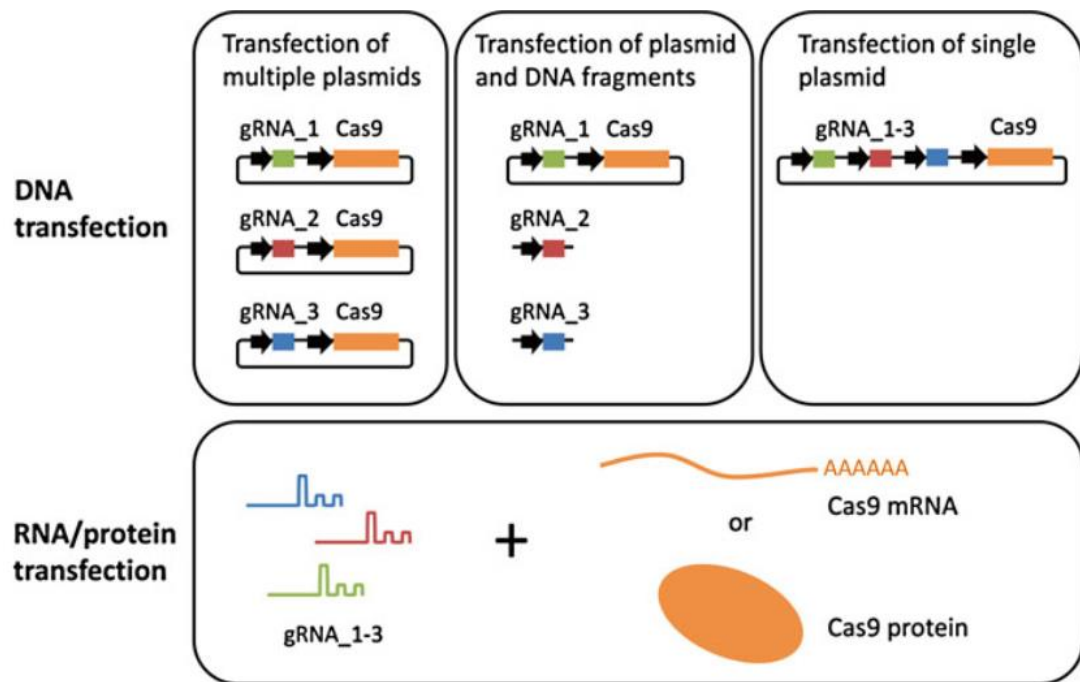 DNA
transfection
Transfection of
multiple plasmids
gRNA_1 Cas9
gRNA_2 Cas9
gRNA_3 Cas9
Transfection of plasmid
and DNA fragments
gRNA_1 Cas9
gRNA_2
gRNA_3
Transfection of single
plasmid
gRNA_1-3 Cas9
RNA/protein
transfection
gRNA_1-3
+
AAAAAA
Cas9 mRNA
or
Cas9 protein